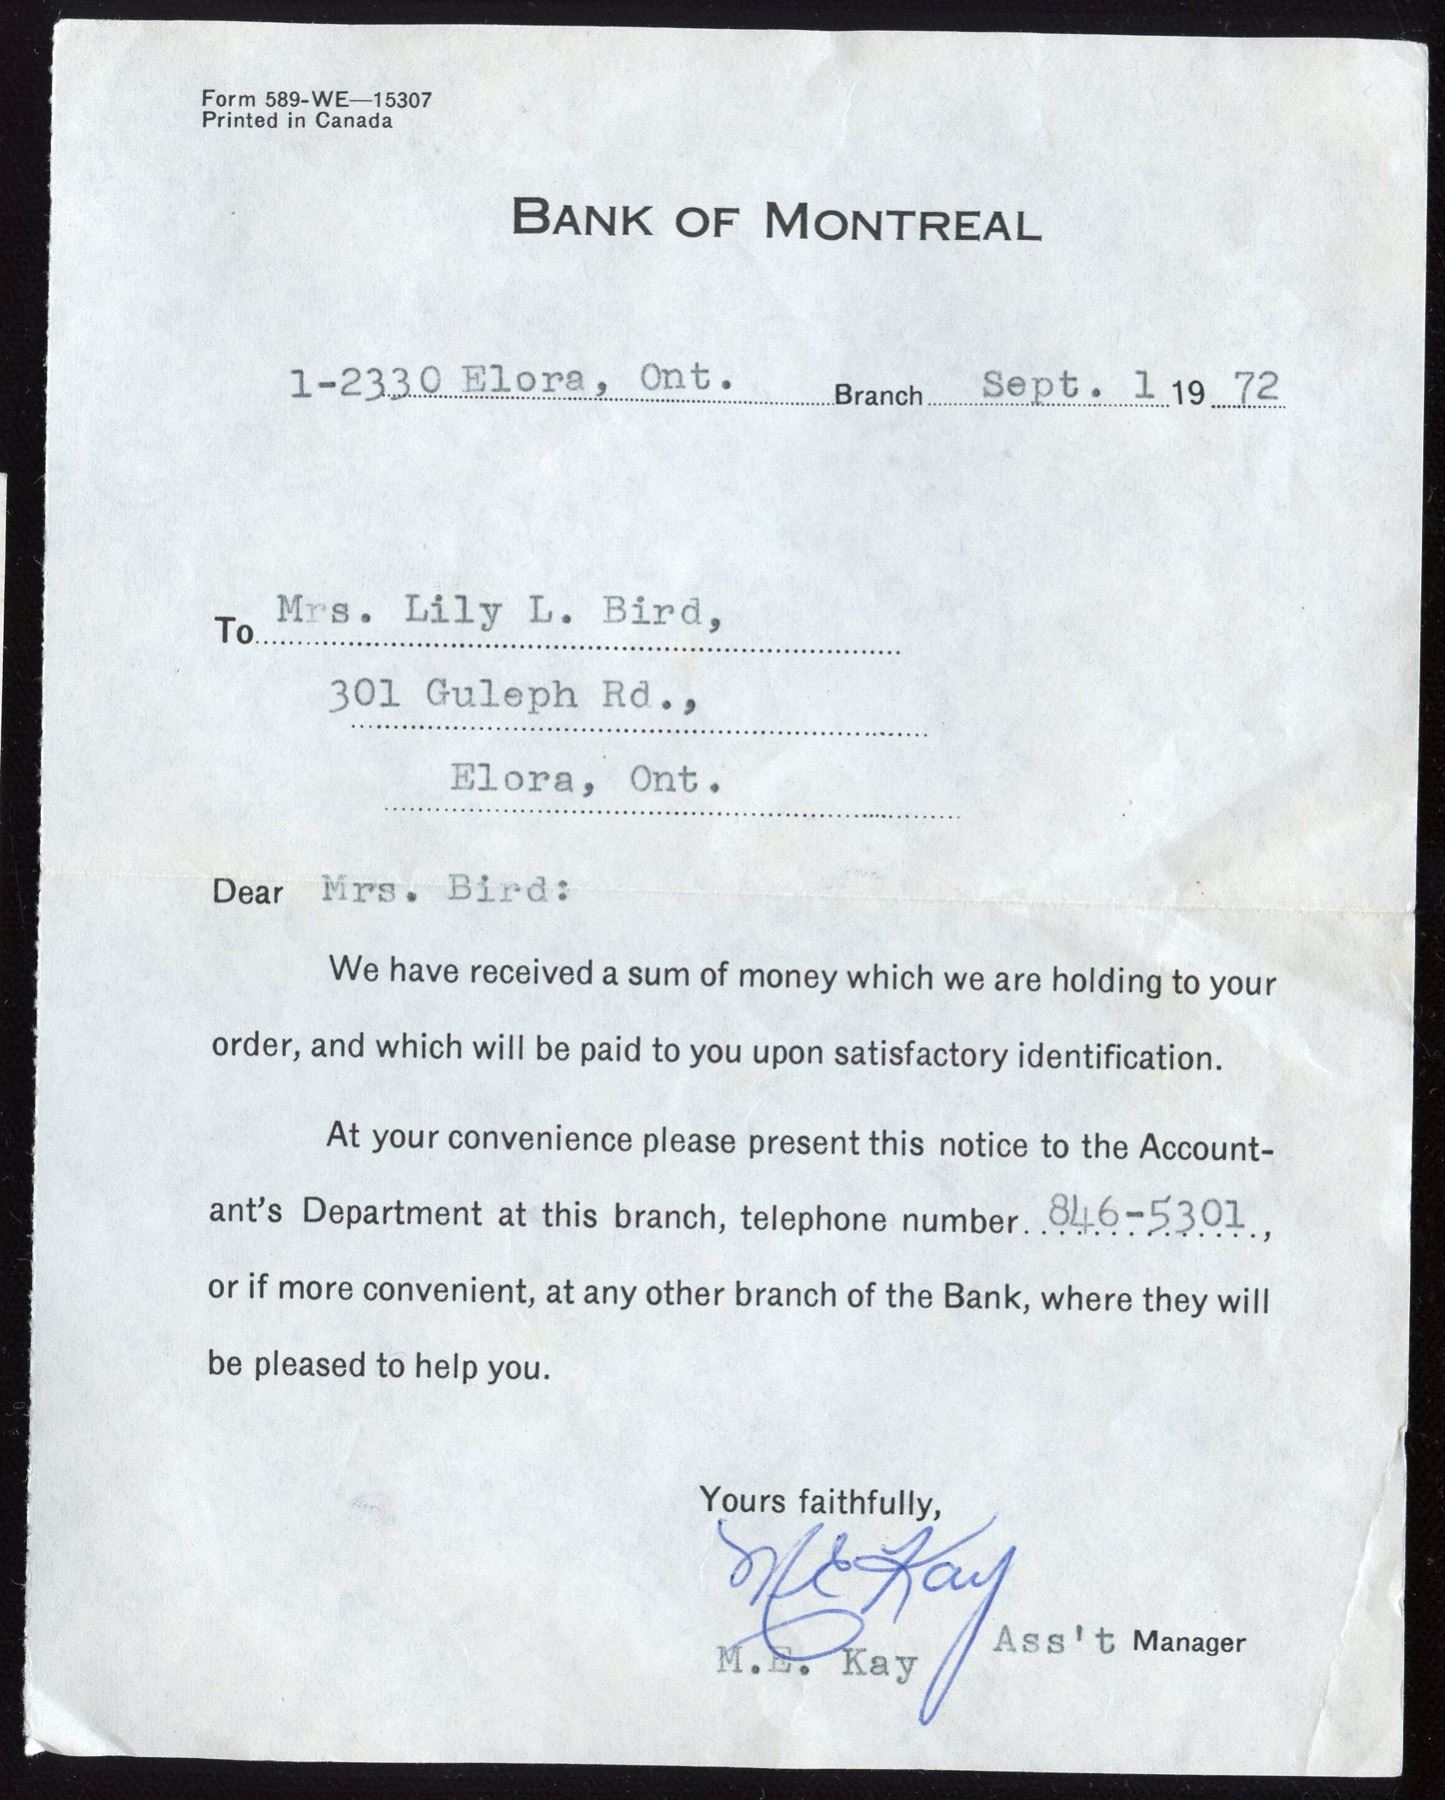 Form 589-WE—15307
Printed in Canada
BANK OF MONTREAL
1-2330 Elora, Ont. Branch Sept. 1 19 72
To Mrs. Lily L. Bird,
301 Guleph Rd.,
Elora, Ont.
Dear Mrs. Bird:
We have received a sum of money which we are holding to your
order, and which will be paid to you upon satisfactory identification.
At your convenience please present this notice to the Account-
ant's Department at this branch, telephone number 846-5301,
or if more convenient, at any other branch of the Bank, where they will
be pleased to help you.
Yours faithfully,
M E Kay
M.E. Kay Ass't Manager